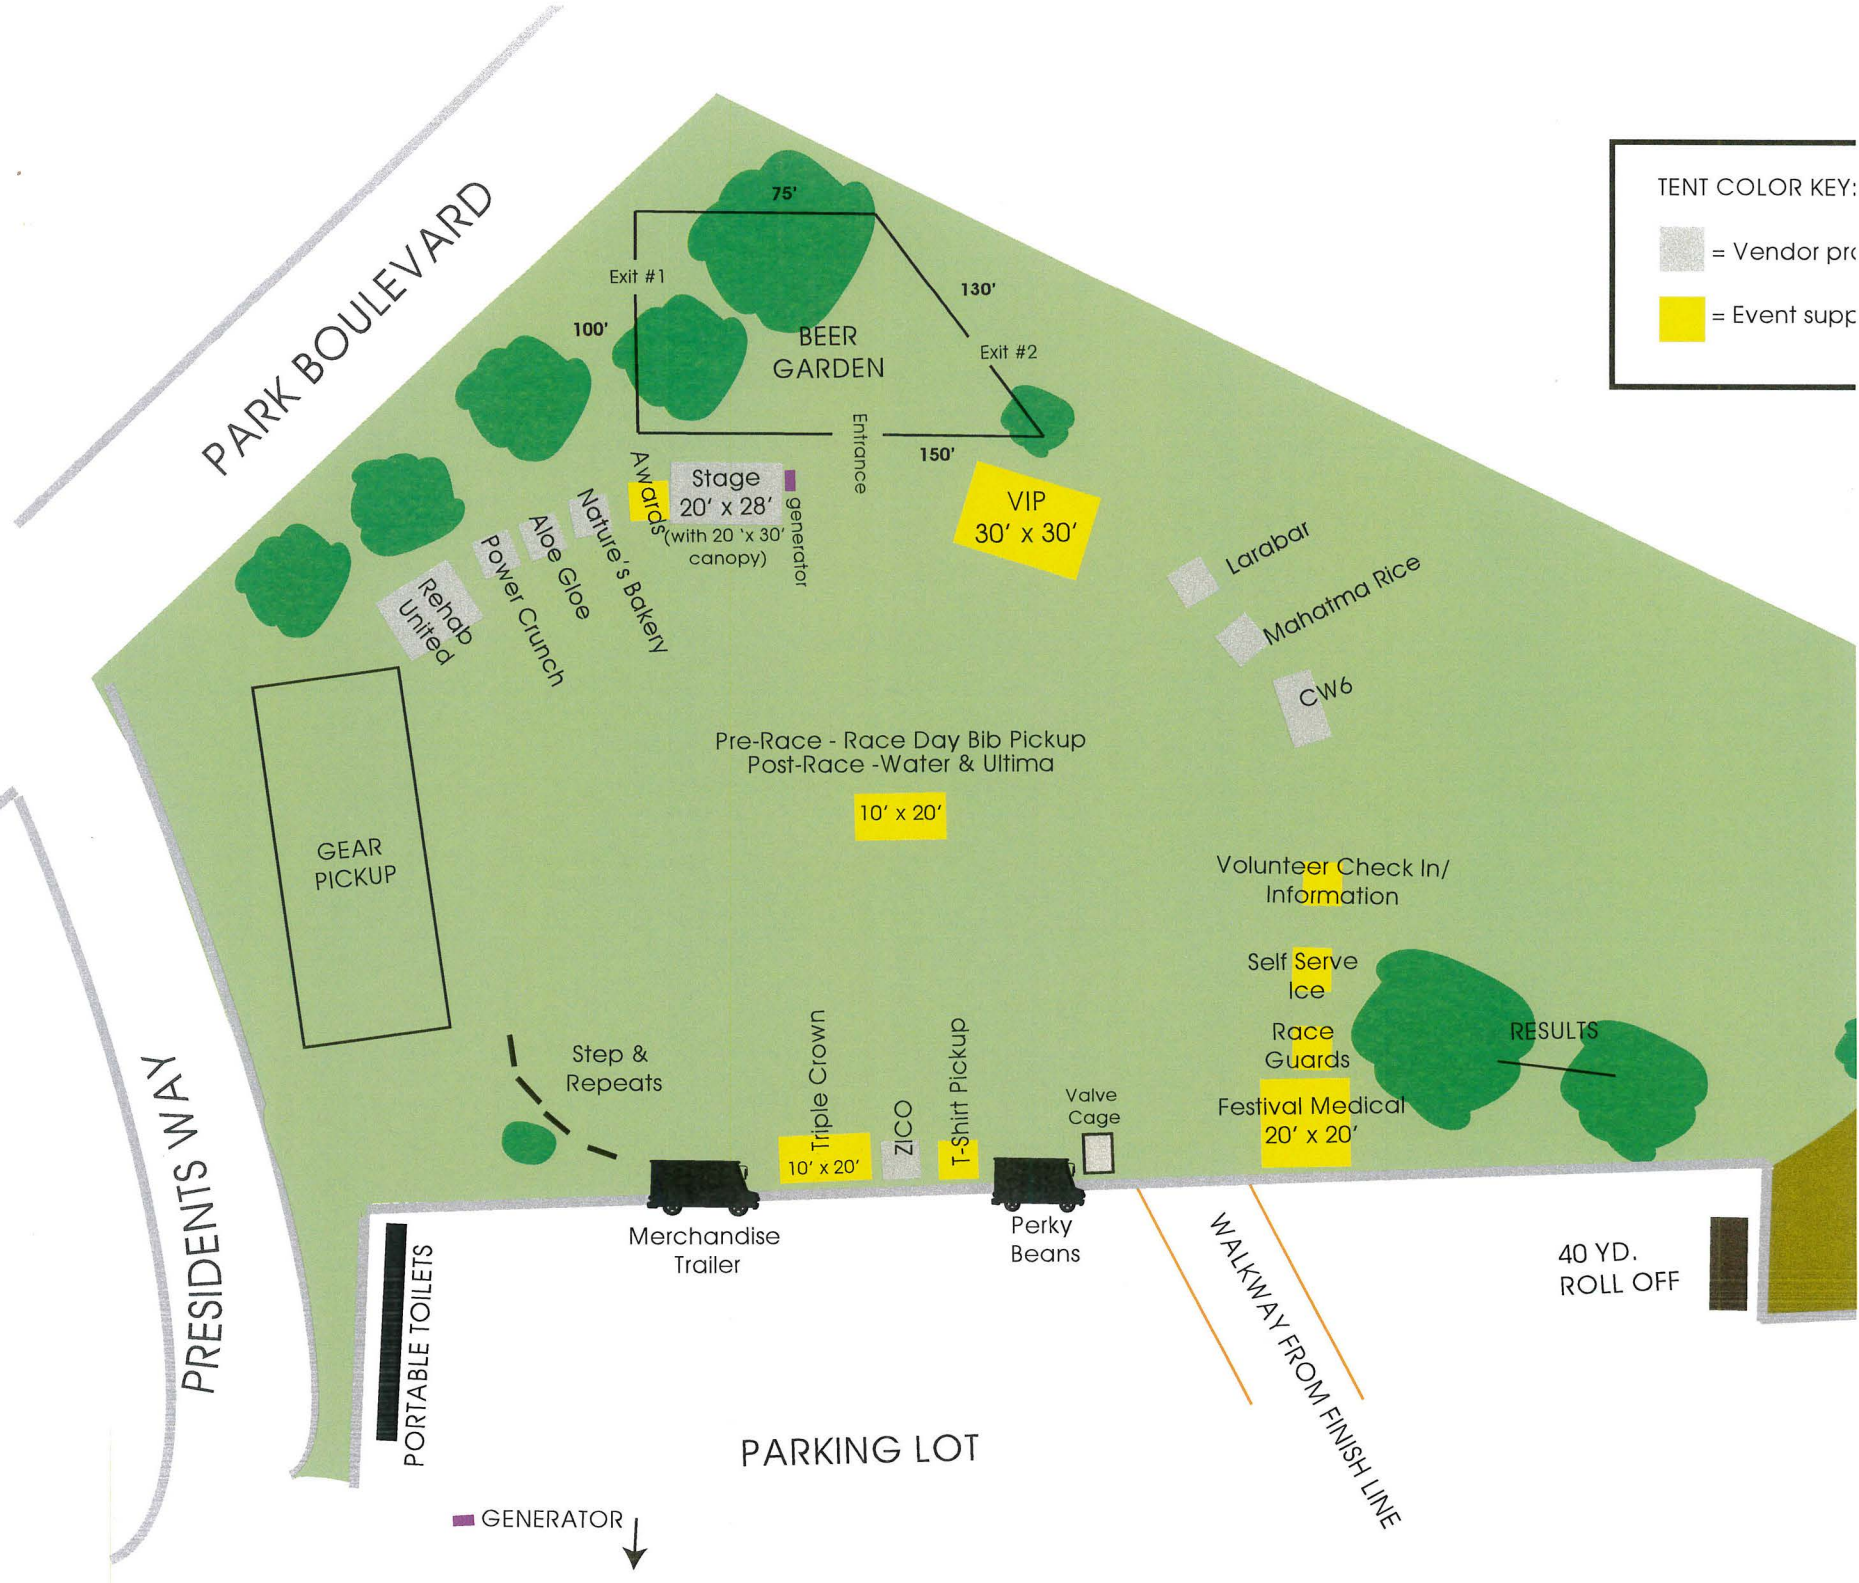 PARK BOULEVARD
TENT COLOR KEY:
= Vendor pro
= Event supp
75'
Exit #1
130'
100'
BEER
GARDEN
Exit #2
Entrance
150'
Awards
Stage
20' x 28'
(with 20 'x 30'
canopy)
generator
VIP
30' x 30'
Nature's Bakery
Aloe Gloe
Power Crunch
Rehab
United
Larabar
Mahatma Rice
CW6
Pre-Race - Race Day Bib Pickup
Post-Race -Water & Ultima
10' x 20'
GEAR
PICKUP
Volunteer Check In/
Information
Self Serve
Ice
Race
Guards
RESULTS
Festival Medical
20' x 20'
Step &
Repeats
Triple Crown
10' x 20'
ZICO
T-Shirt Pickup
Valve
Cage
PRESIDENTS WAY
Merchandise
Trailer
Perky
Beans
WALKWAY FROM FINISH LINE
40 YD.
ROLL OFF
PORTABLE TOILETS
PARKING LOT
GENERATOR